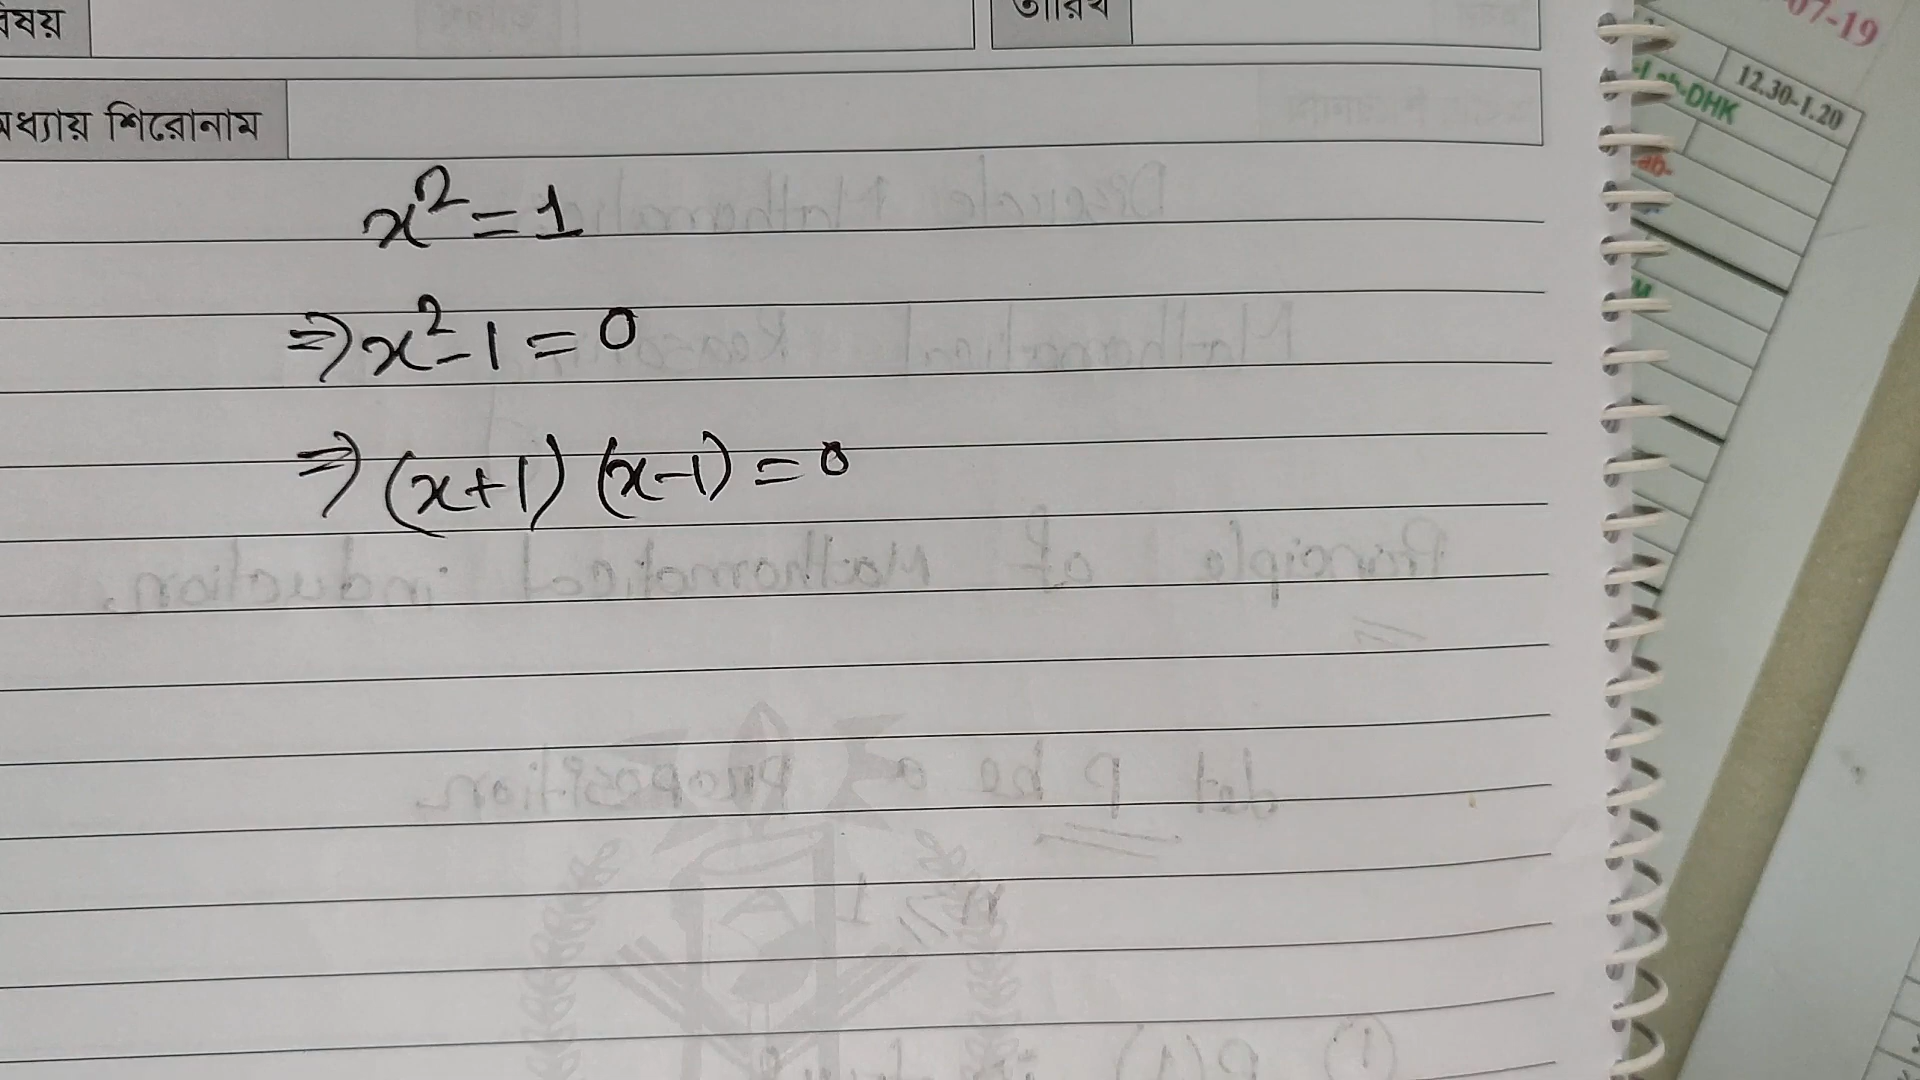 বিষয়
তারিখ
অধ্যায় শিরোনাম
x² = 1
⇒ x² - 1 = 0
⇒ (x+1) (x-1) = 0
07-19
12.30-1.20
DHK